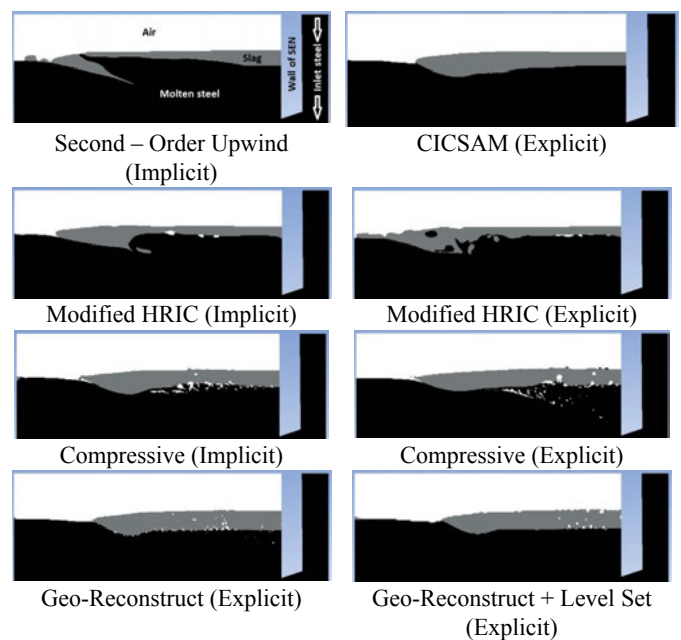 Air
Slag
Molten steel
Wall of SEN
Inlet steel
Second – Order Upwind
(Implicit)
CICSAM (Explicit)
Modified HRIC (Implicit)
Modified HRIC (Explicit)
Compressive (Implicit)
Compressive (Explicit)
Geo-Reconstruct (Explicit)
Geo-Reconstruct + Level Set
(Explicit)